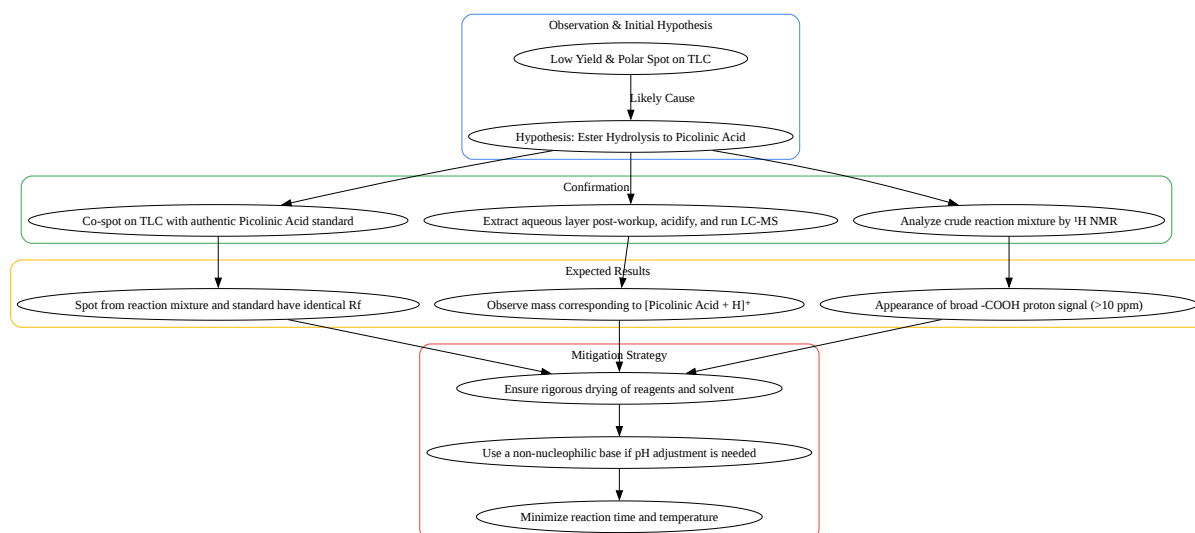 Observation & Initial Hypothesis
Low Yield & Polar Spot on TLC
Likely Cause
Hypothesis: Ester Hydrolysis to Picolinic Acid
Confirmation
Co-spot on TLC with authentic Picolinic Acid standard
Extract aqueous layer post-workup, acidify, and run LC-MS
Analyze crude reaction mixture by ¹H NMR
Expected Results
Spot from reaction mixture and standard have identical Rf
Observe mass corresponding to [Picolinic Acid + H]⁺
Appearance of broad -COOH proton signal (>10 ppm)
Mitigation Strategy
Ensure rigorous drying of reagents and solvent
Use a non-nucleophilic base if pH adjustment is needed
Minimize reaction time and temperature